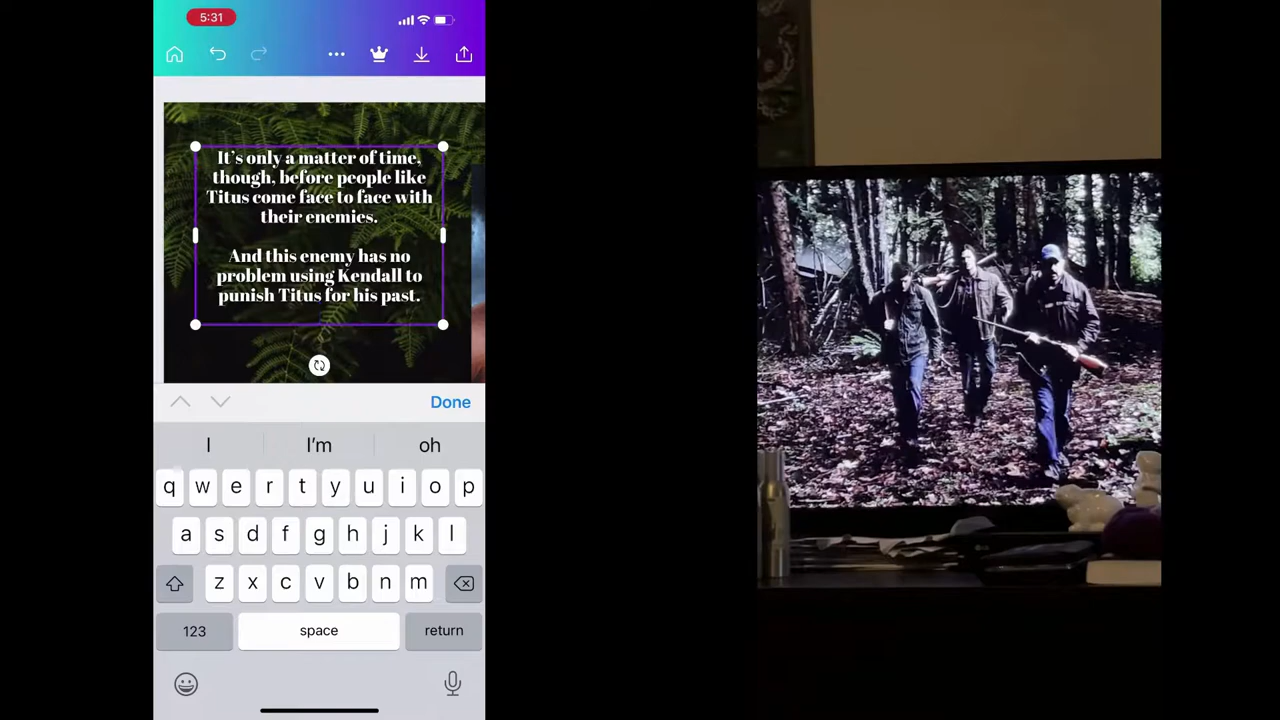 5:31
It's only a matter of time,
though, before people like
Titus come face to face with
their enemies.
And this enemy has no
problem using Kendall to
punish Titus for his past.
Done
I
I'm
oh
q w e r t y u i o p
a s d f g h j k l
z x c v b n m
123 space return